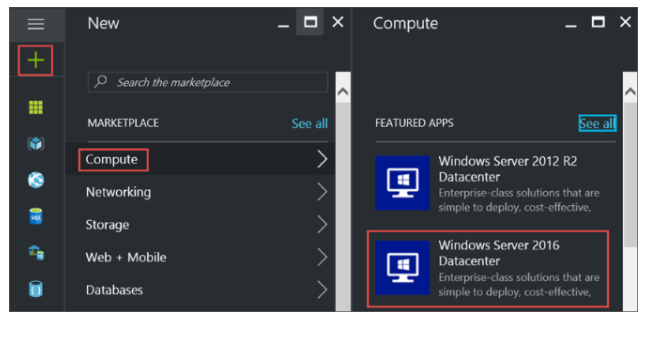 New
Search the marketplace
MARKETPLACE
See all
Compute
Networking
Storage
Web + Mobile
Databases
Compute
FEATURED APPS
See all
Windows Server 2012 R2
Datacenter
Enterprise-class solutions that are
simple to deploy, cost-effective,
Windows Server 2016
Datacenter
Enterprise-class solutions that are
simple to deploy, cost-effective,
SQL